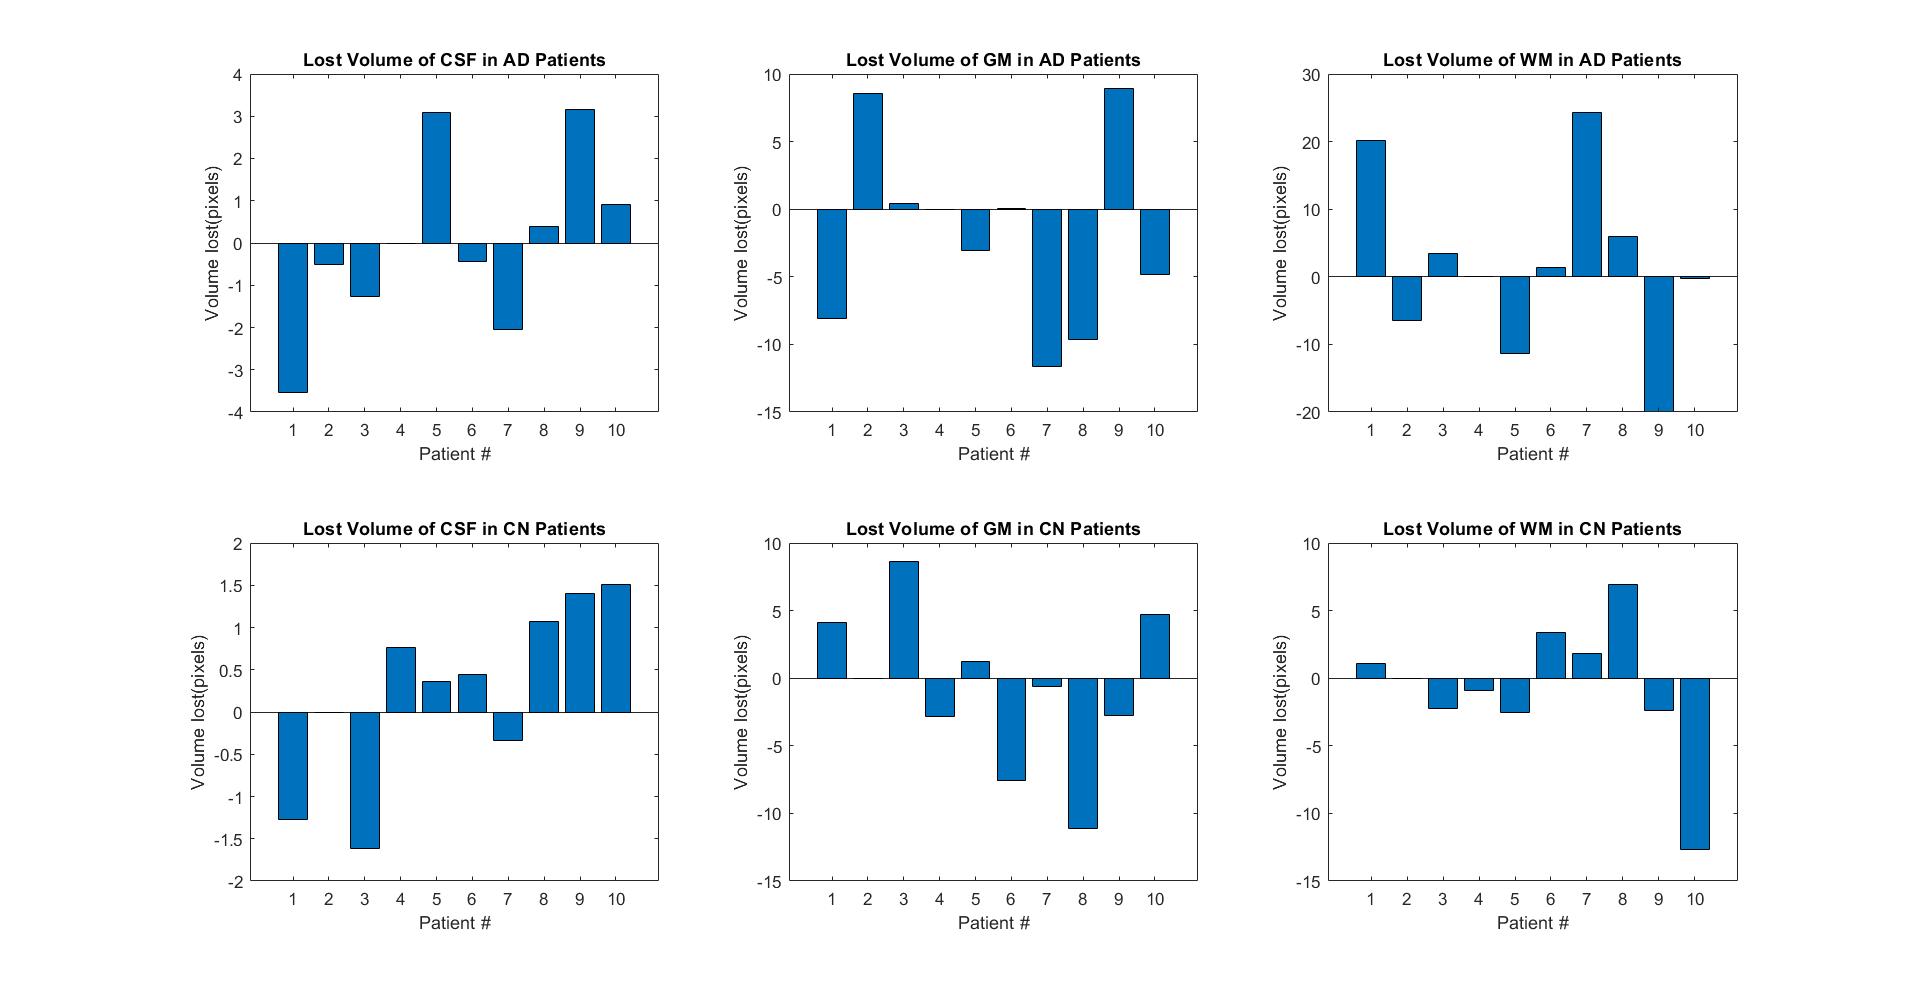 Lost Volume of CSF in AD Patients
Volume lost(pixels)
4
3
2
1
0
-1
-2
-3
-4
1 2 3 4 5 6 7 8 9 10
Patient #
Lost Volume of GM in AD Patients
Volume lost(pixels)
10
5
0
-5
-10
-15
1 2 3 4 5 6 7 8 9 10
Patient #
Lost Volume of WM in AD Patients
Volume lost(pixels)
30
20
10
0
-10
-20
1 2 3 4 5 6 7 8 9 10
Patient #
Lost Volume of CSF in CN Patients
Volume lost(pixels)
2
1.5
1
0.5
0
-0.5
-1
-1.5
-2
1 2 3 4 5 6 7 8 9 10
Patient #
Lost Volume of GM in CN Patients
Volume lost(pixels)
10
5
0
-5
-10
-15
1 2 3 4 5 6 7 8 9 10
Patient #
Lost Volume of WM in CN Patients
Volume lost(pixels)
10
5
0
-5
-10
-15
1 2 3 4 5 6 7 8 9 10
Patient #